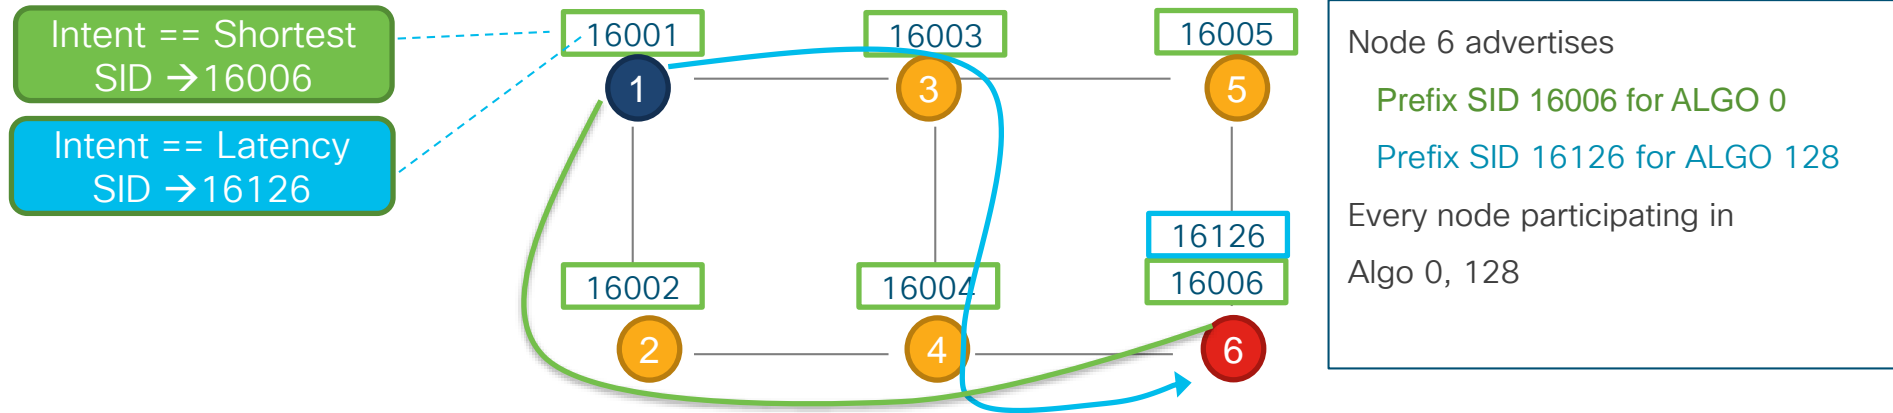 Intent == Shortest
SID →16006
Intent == Latency
SID →16126
16001
16003
16005
1
3
5
16126
16002
16004
16006
2
4
6
Node 6 advertises
Prefix SID 16006 for ALGO 0
Prefix SID 16126 for ALGO 128
Every node participating in
Algo 0, 128